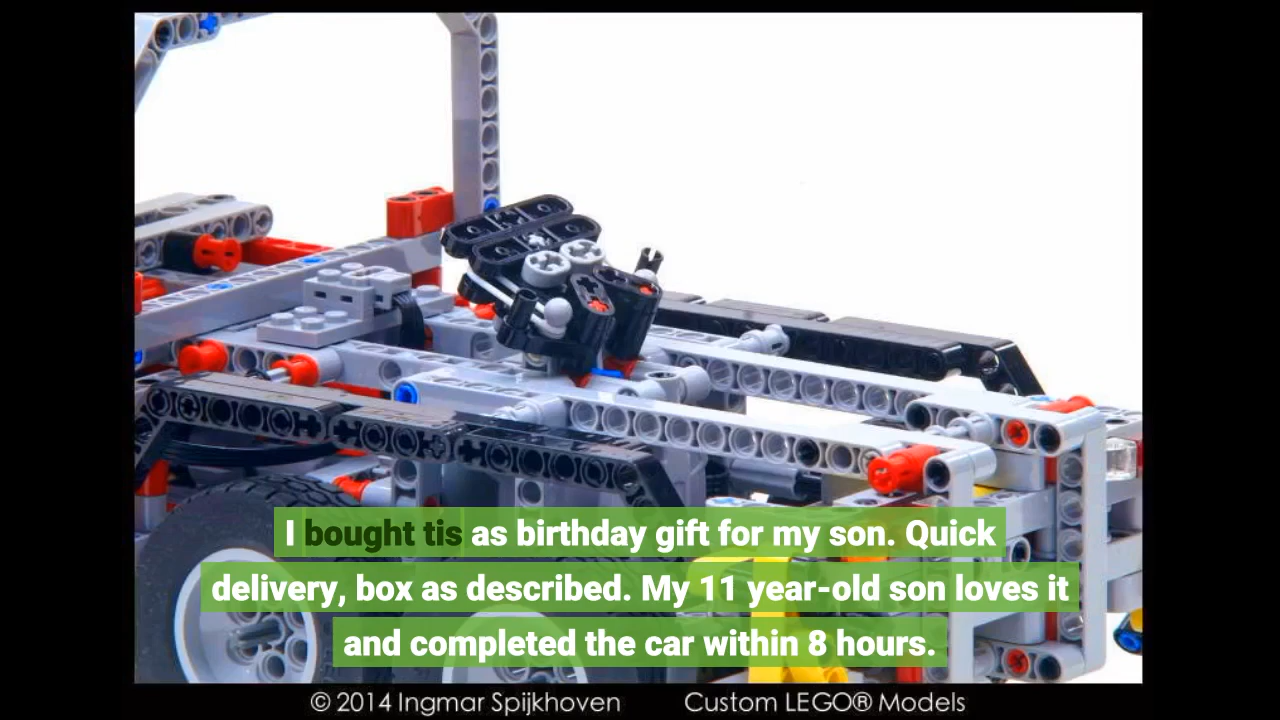 I bought tis as birthday gift for my son. Quick
delivery, box as described. My 11 year-old son loves it
and completed the car within 8 hours.
© 2014 Ingmar Spijkhoven Custom LEGO® Models